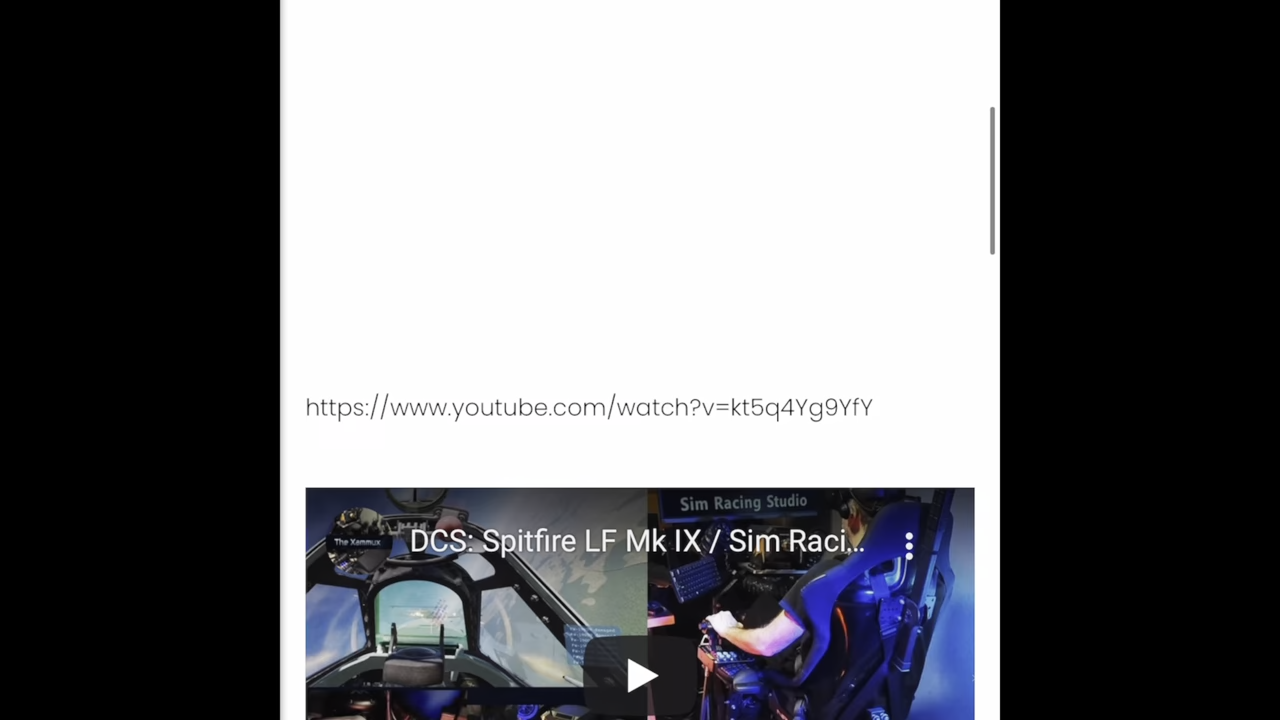 https://www.youtube.com/watch?v=kt5q4Yg9YfY
Sim Racing Studio
The Xammux
DCS: Spitfire LF Mk IX / Sim Raci...